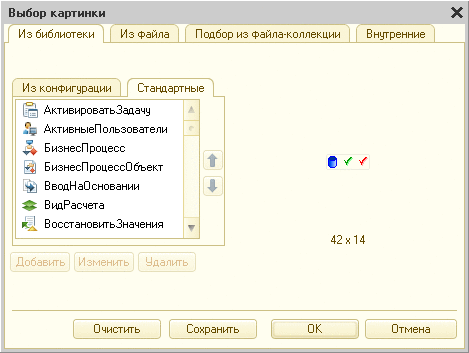 Выбор картинки
Из библиотеки Из файла Подбор из файла-коллекции Внутренние
Из конфигурации Стандартные
АктивироватьЗадачу
АктивныеПользователи
БизнесПроцесс
БизнесПроцессОбъект
ВводНаОсновании
ВидРасчета
ВосстановитьЗначения
42 x 14
Добавить Изменить Удалить
Очистить Сохранить OK Отмена